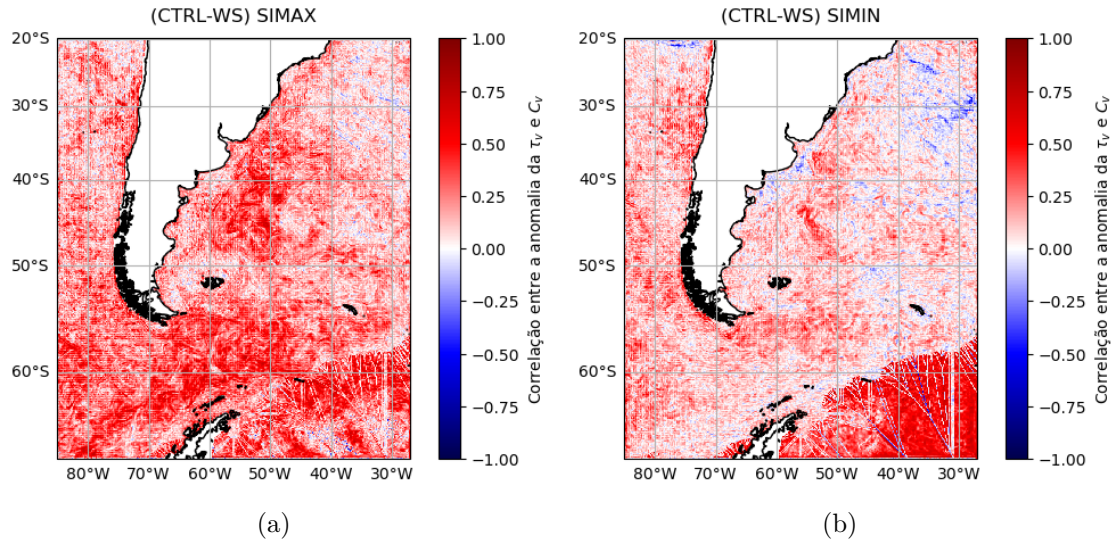 (CTRL-WS) SIMAX
20°S
30°S
40°S
50°S
60°S
80°W 70°W 60°W 50°W 40°W 30°W
1.00
0.75
0.50
0.25
0.00
−0.25
−0.50
−0.75
−1.00
Correlação entre a anomalia da τᵥ e Cᵥ
(a)
(CTRL-WS) SIMIN
20°S
30°S
40°S
50°S
60°S
80°W 70°W 60°W 50°W 40°W 30°W
1.00
0.75
0.50
0.25
0.00
−0.25
−0.50
−0.75
−1.00
Correlação entre a anomalia da τᵥ e Cᵥ
(b)